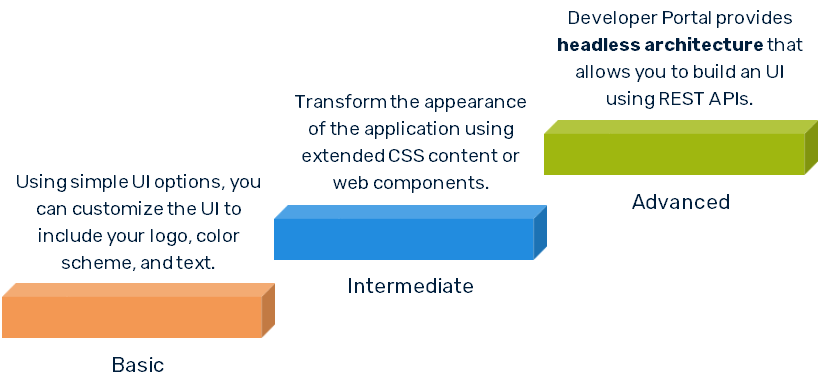 Developer Portal provides
headless architecture that
allows you to build an UI
using REST APIs.
Advanced
Transform the appearance
of the application using
extended CSS content or
web components.
Intermediate
Using simple UI options, you
can customize the UI to
include your logo, color
scheme, and text.
Basic